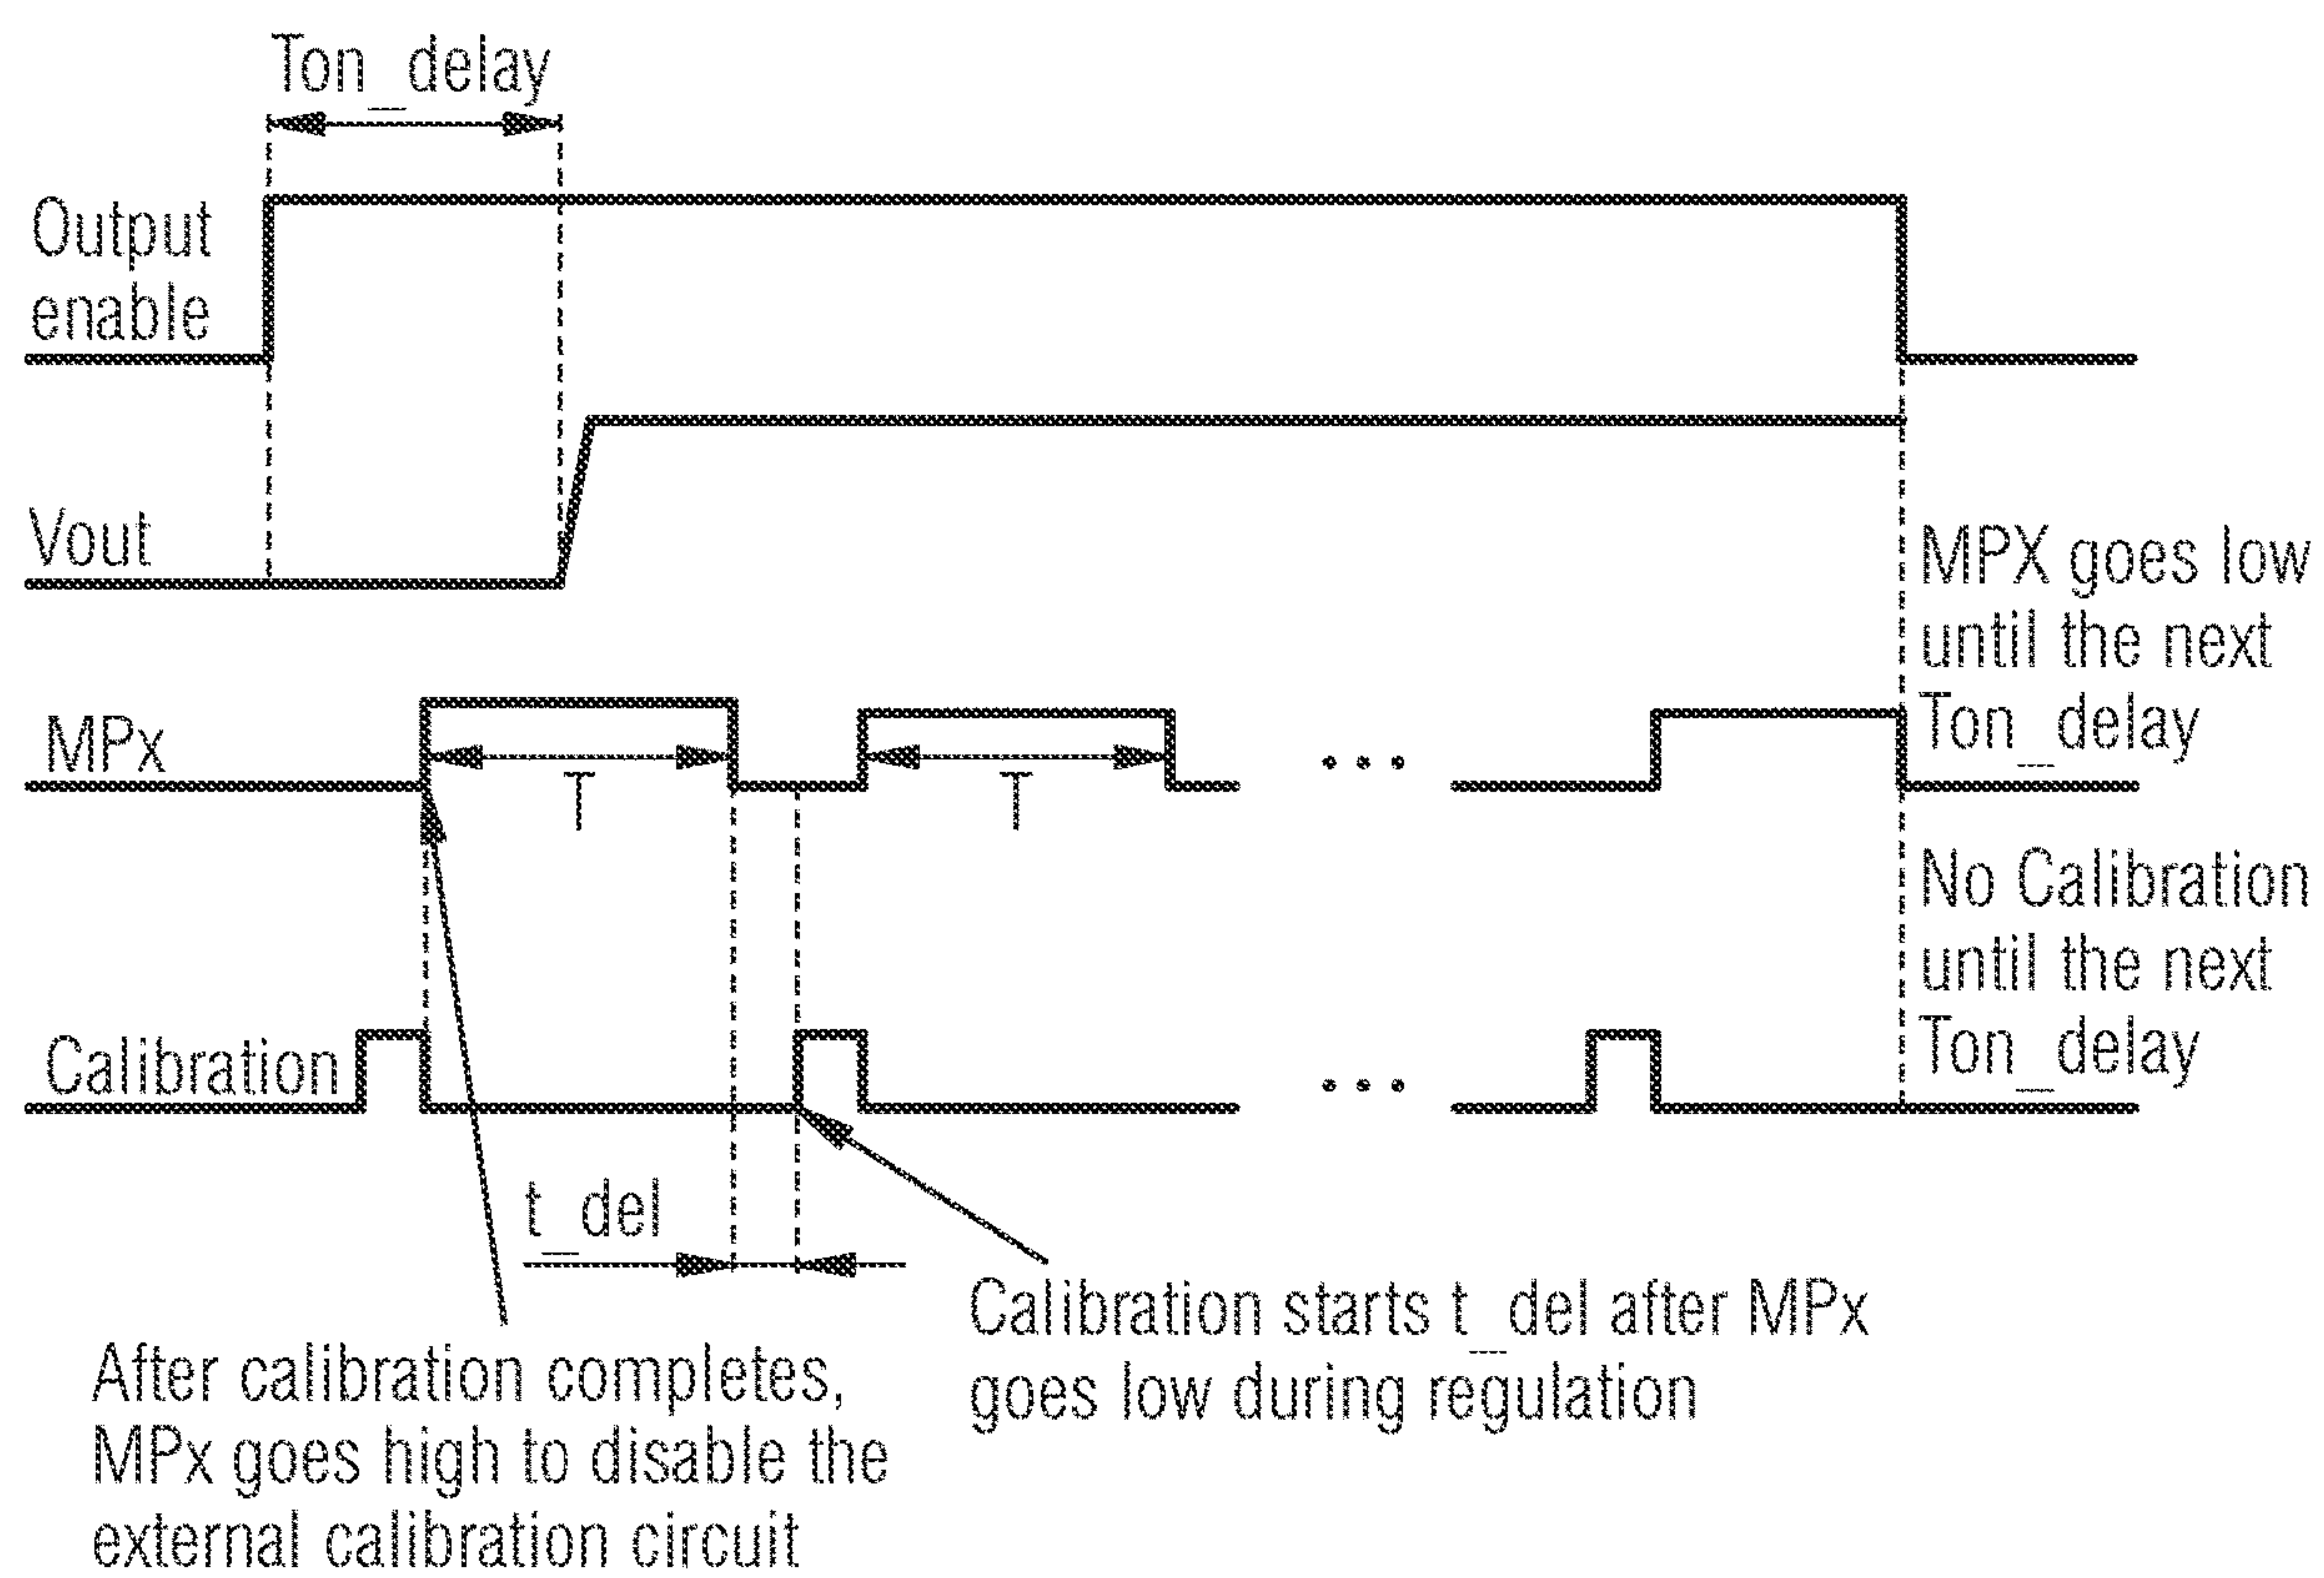 Ton_delay
Output
enable
Vout
MPX goes low
until the next
Ton_delay
MPx
T
T
...
No Calibration
until the next
Ton_delay
Calibration
...
t_del
Calibration starts t_del after MPx
goes low during regulation
After calibration completes,
MPx goes high to disable the
external calibration circuit